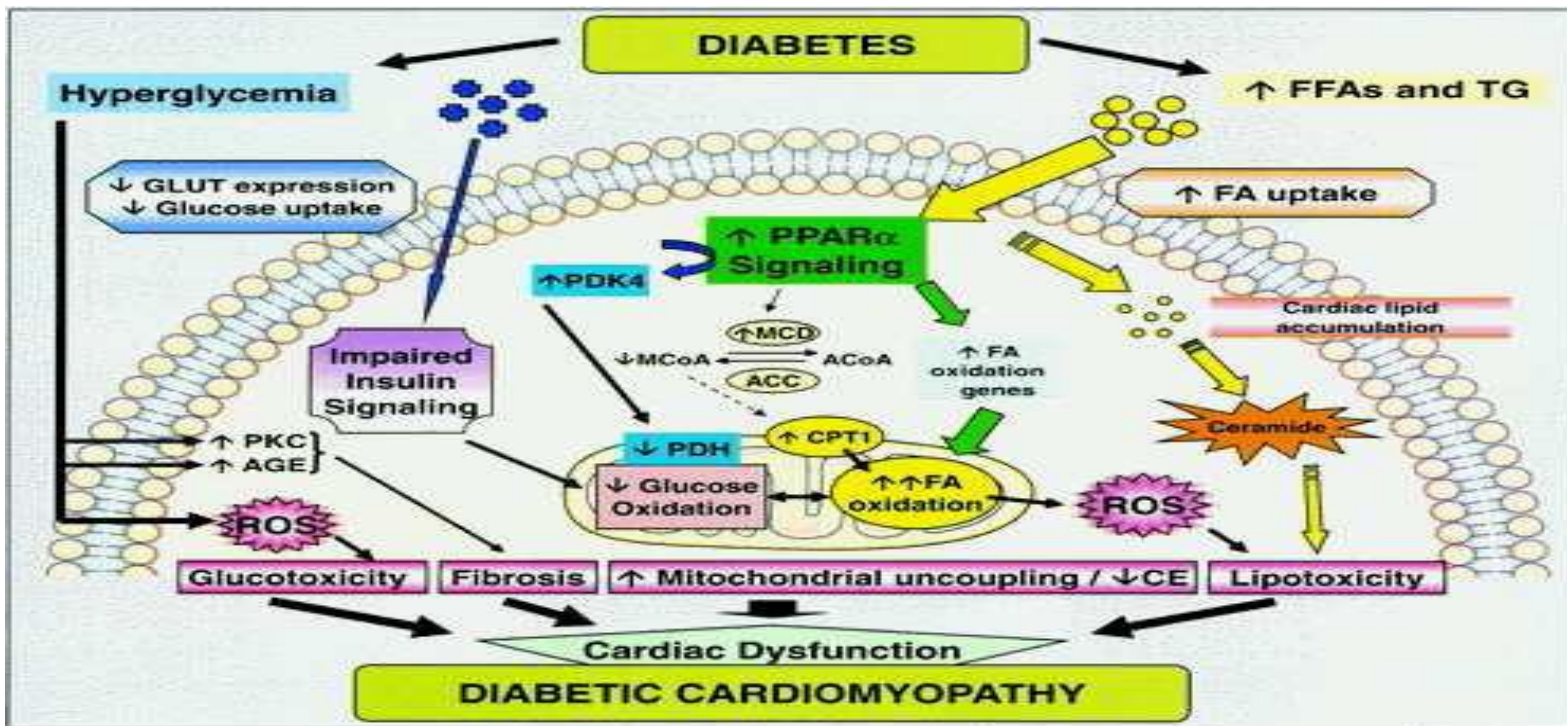 DIABETES
Hyperglycemia
↑ FFAs and TG
↓ GLUT expression
↓ Glucose uptake
↑ FA uptake
↑ PPARα
Signaling
↑PDK4
Cardiac lipid
accumulation
↑MCD
↓MCoA
ACoA
ACC
Impaired
Insulin
Signaling
↑ FA
oxidation
genes
Ceramide
↑ PKC
↑ AGE
↓ PDH
↑ CPT1
↓ Glucose
Oxidation
↑↑FA
oxidation
ROS
ROS
Glucotoxicity
Fibrosis
↑ Mitochondrial uncoupling / ↓CE
Lipotoxicity
Cardiac Dysfunction
DIABETIC CARDIOMYOPATHY